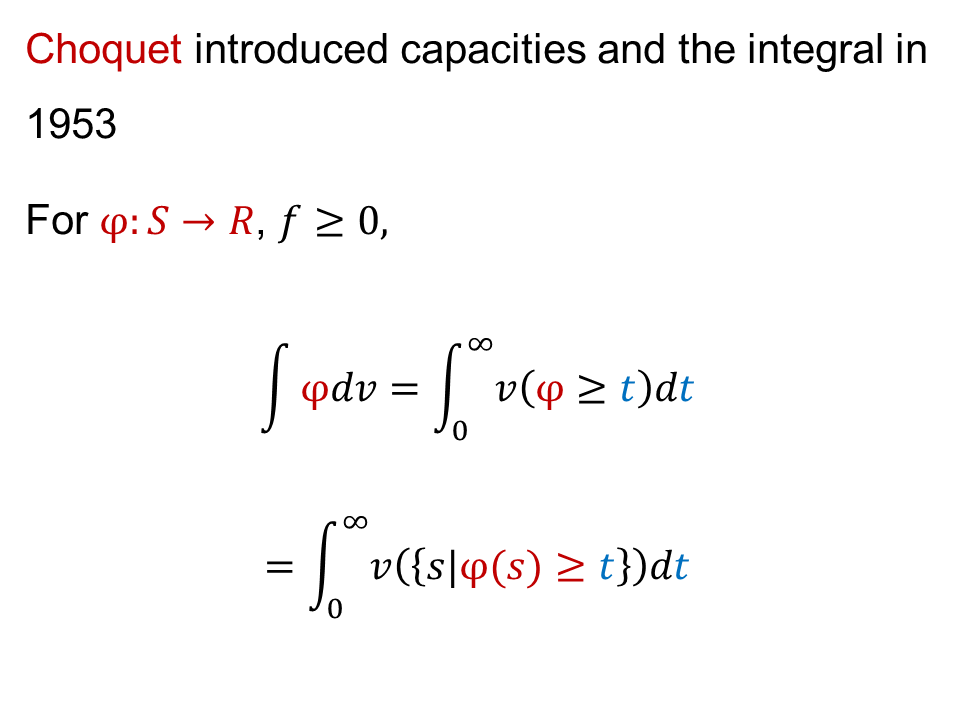 Choquet introduced capacities and the integral in
1953
For φ: S → R, f ≥ 0,
∫ φdv = ∫₀^∞ v(φ ≥ t)dt
= ∫₀^∞ v({s|φ(s) ≥ t})dt